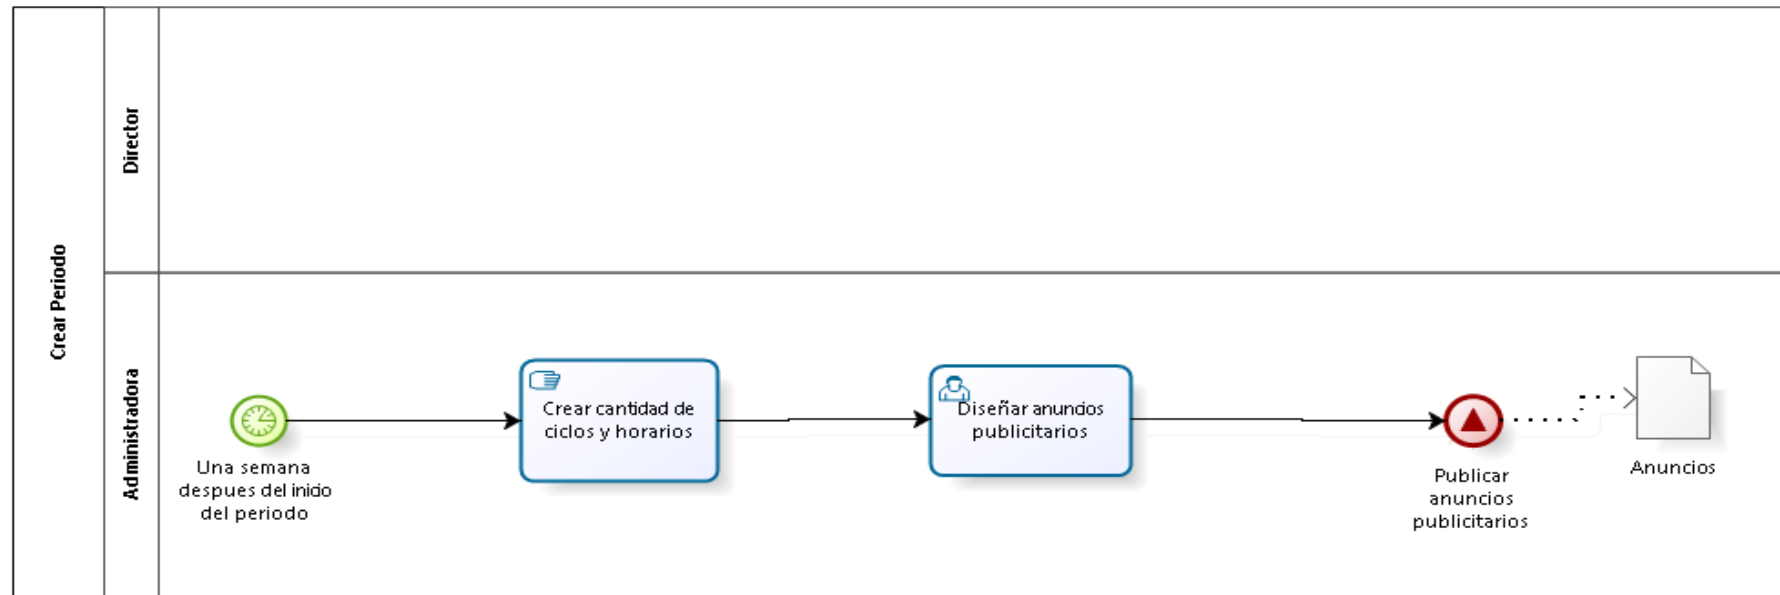 Crear Periodo
Director
Administradora
Una semana
despues del inicio
del periodo
Crear cantidad de
ciclos y horarios
Diseñar anuncios
publicitarios
Publicar
anuncios
publicitarios
Anuncios